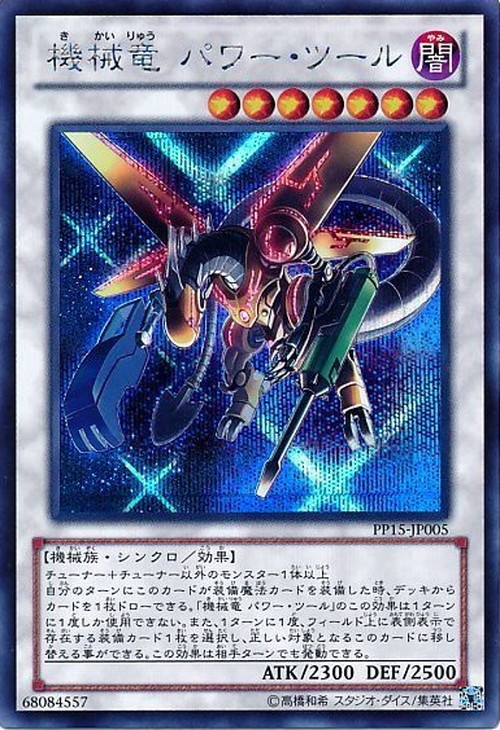 機械竜 パワー・ツール
き かい りゅう
闇
やみ
PP15-JP005
【機械族・シンクロ／効果】
チューナー＋チューナー以外のモンスター1体以上
自分のターンにこのカードが装備魔法カードを装備した時、デッキから
カードを1枚ドローできる。「機械竜 パワー・ツール」のこの効果は1ターン
に1度しか使用できない。また、1ターンに1度、フィールド上に表側表示で
存在する装備カード1枚を選択し、正しい対象となるこのカードに移し
替える事ができる。この効果は相手ターンでも発動できる。
ATK/2300 DEF/2500
68084557
©高橋和希 スタジオ・ダイス/集英社